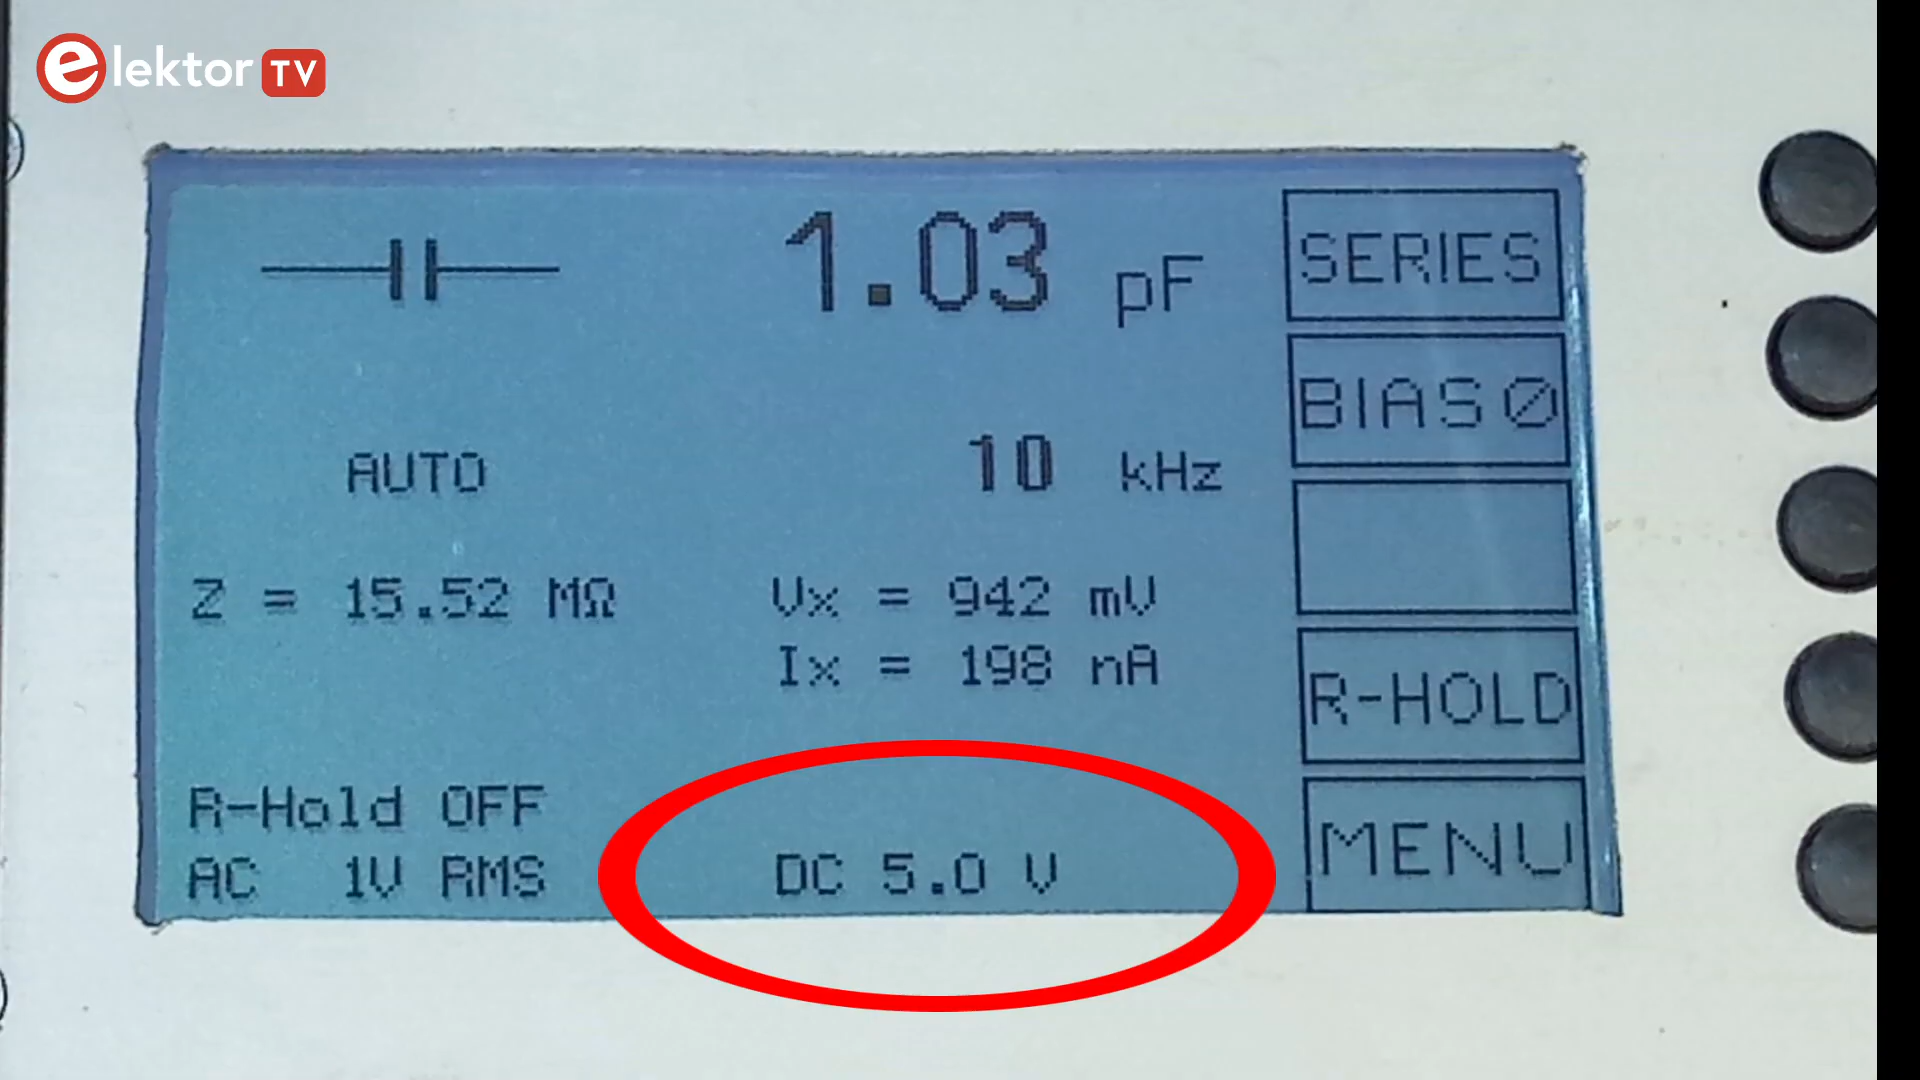 elektor TV
1.03 pF
SERIES
BIAS 0
AUTO
10 kHz
Z = 15.52 MΩ
Vx = 942 mV
Ix = 198 nA
R-HOLD
R-Hold OFF
AC 1V RMS
DC 5.0 V
MENU